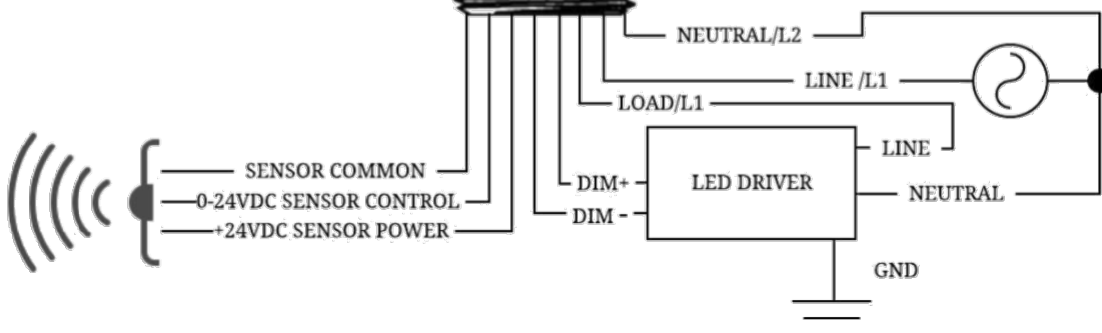 NEUTRAL/L2
LINE /L1
LOAD/L1
LINE
SENSOR COMMON
DIM+
LED DRIVER
NEUTRAL
0-24VDC SENSOR CONTROL
DIM -
+24VDC SENSOR POWER
GND